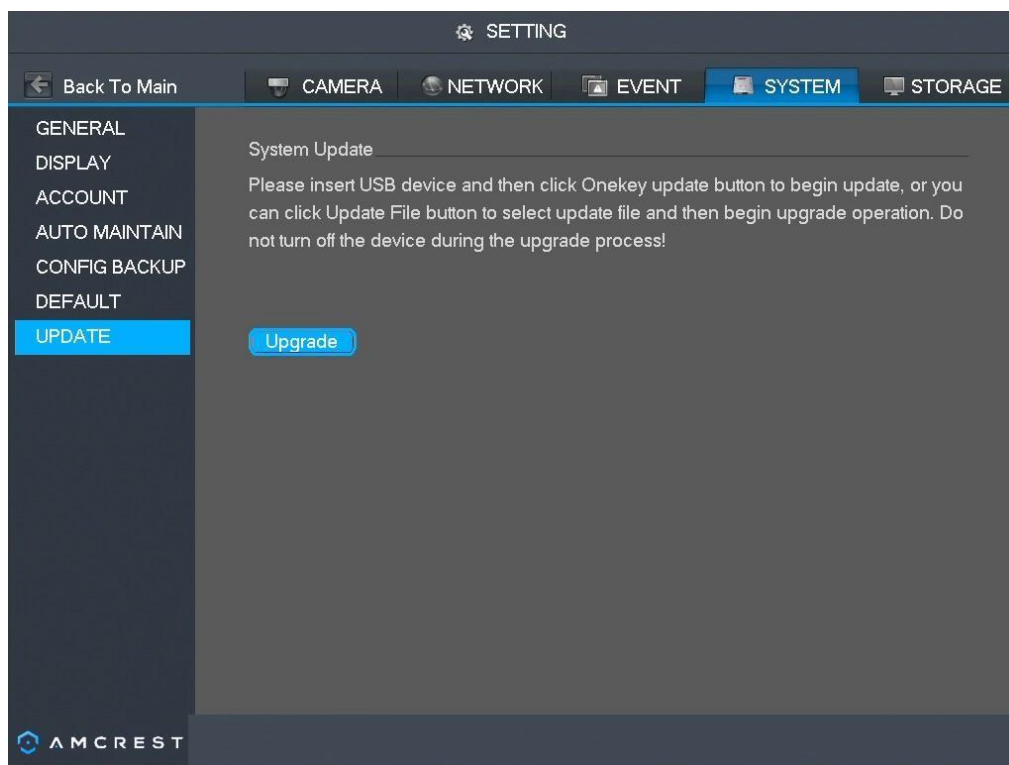 SETTING
Back To Main
CAMERA
NETWORK
EVENT
SYSTEM
STORAGE
GENERAL
DISPLAY
ACCOUNT
AUTO MAINTAIN
CONFIG BACKUP
DEFAULT
UPDATE
System Update
Please insert USB device and then click Onekey update button to begin update, or you
can click Update File button to select update file and then begin upgrade operation. Do
not turn off the device during the upgrade process!
Upgrade
AMCREST